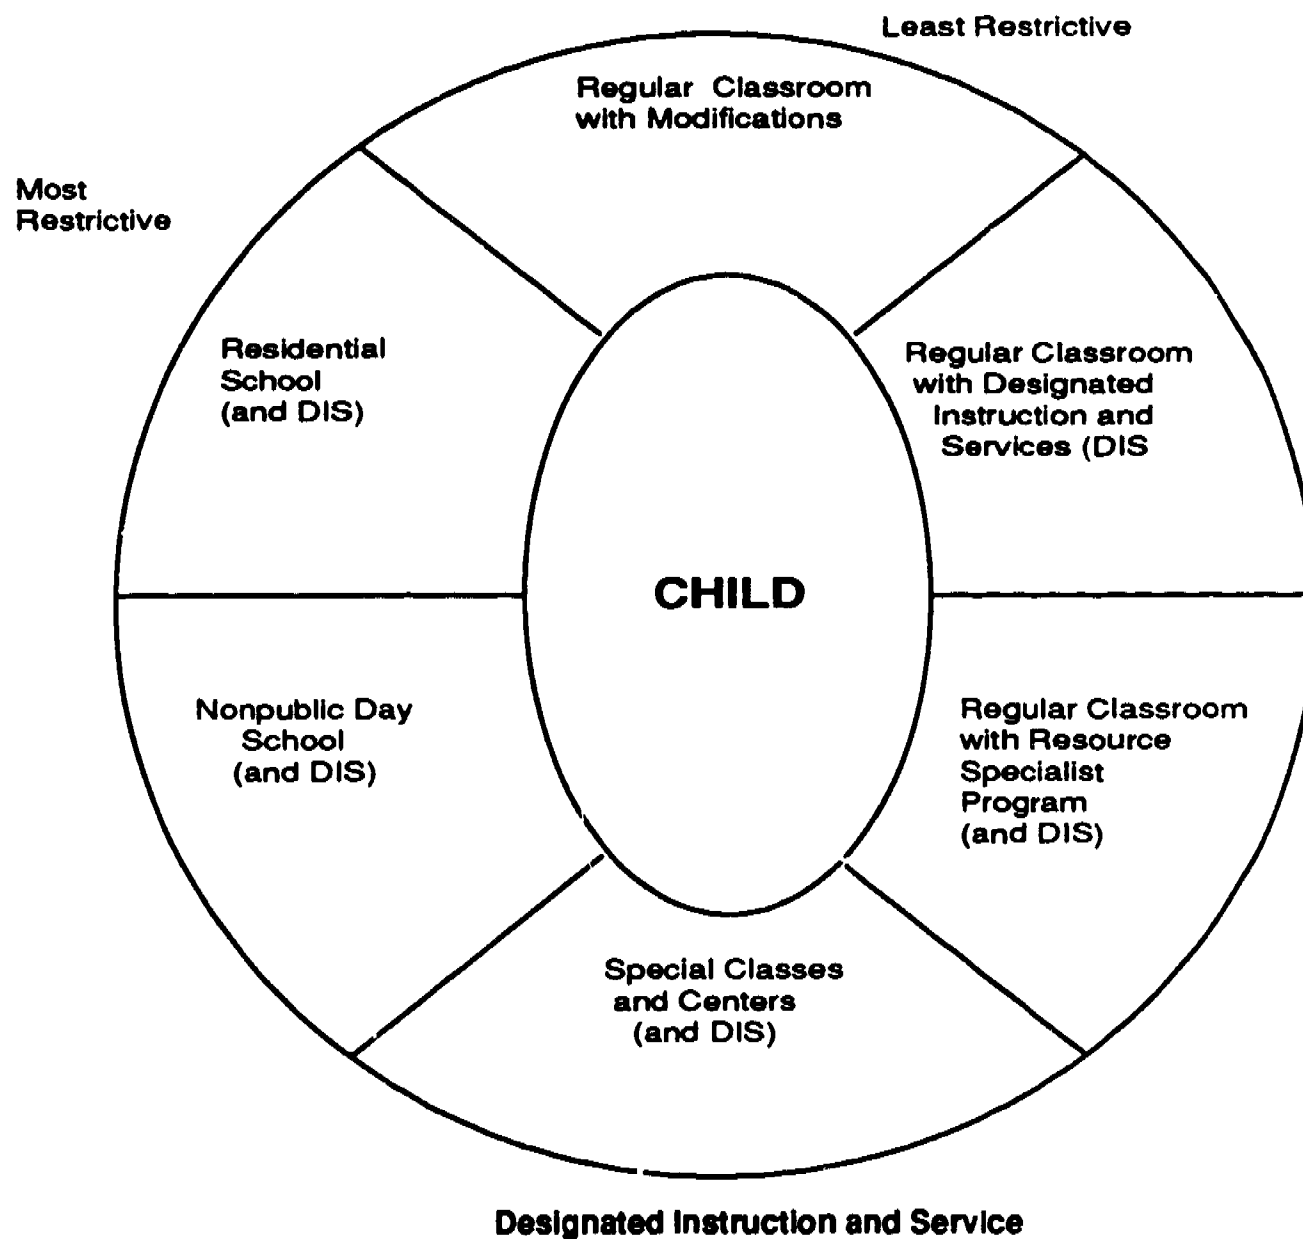 Least Restrictive
Regular Classroom
with Modifications
Most
Restrictive
Residential
School
(and DIS)
Regular Classroom
with Designated
Instruction and
Services (DIS
CHILD
Nonpublic Day
School
(and DIS)
Regular Classroom
with Resource
Specialist
Program
(and DIS)
Special Classes
and Centers
(and DIS)
Designated Instruction and Service